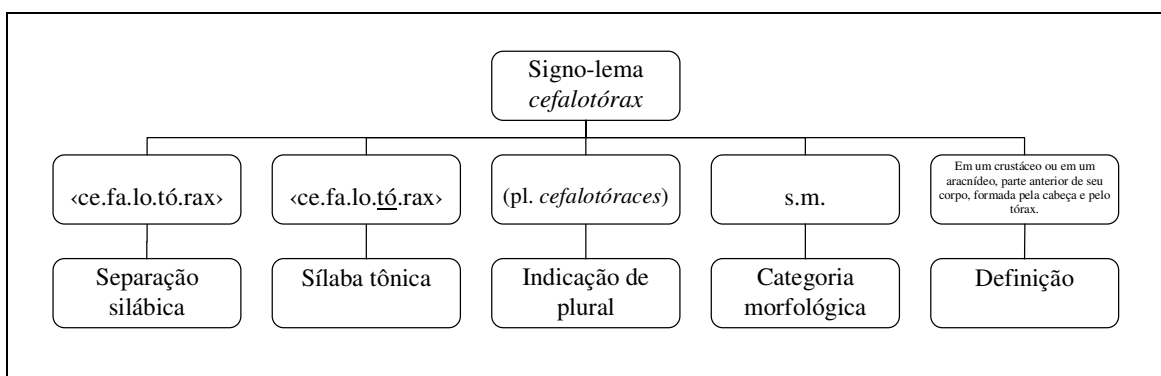 Signo-lema
cefalotórax
‹ce.fa.lo.tó.rax›
‹ce.fa.lo.tó.rax›
(pl. cefalotóraces)
s.m.
Em um crustáceo ou em um
aracnídeo, parte anterior de seu
corpo, formada pela cabeça e pelo
tórax.
Separação
silábica
Sílaba tônica
Indicação de
plural
Categoria
morfológica
Definição